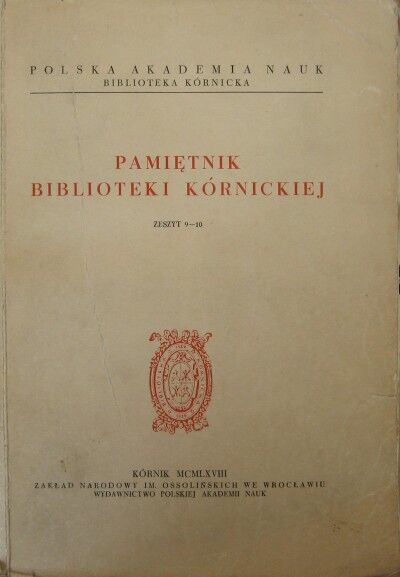 POLSKA AKADEMIA NAUK
BIBLIOTEKA KÓRNICKA
PAMIĘTNIK
BIBLIOTEKI KÓRNICKIEJ
ZESZYT 9—10
KÓRNIK MCMLXVIII
ZAKŁAD NARODOWY IM. OSSOLIŃSKICH WE WROCŁAWIU
WYDAWNICTWO POLSKIEJ AKADEMII NAUK